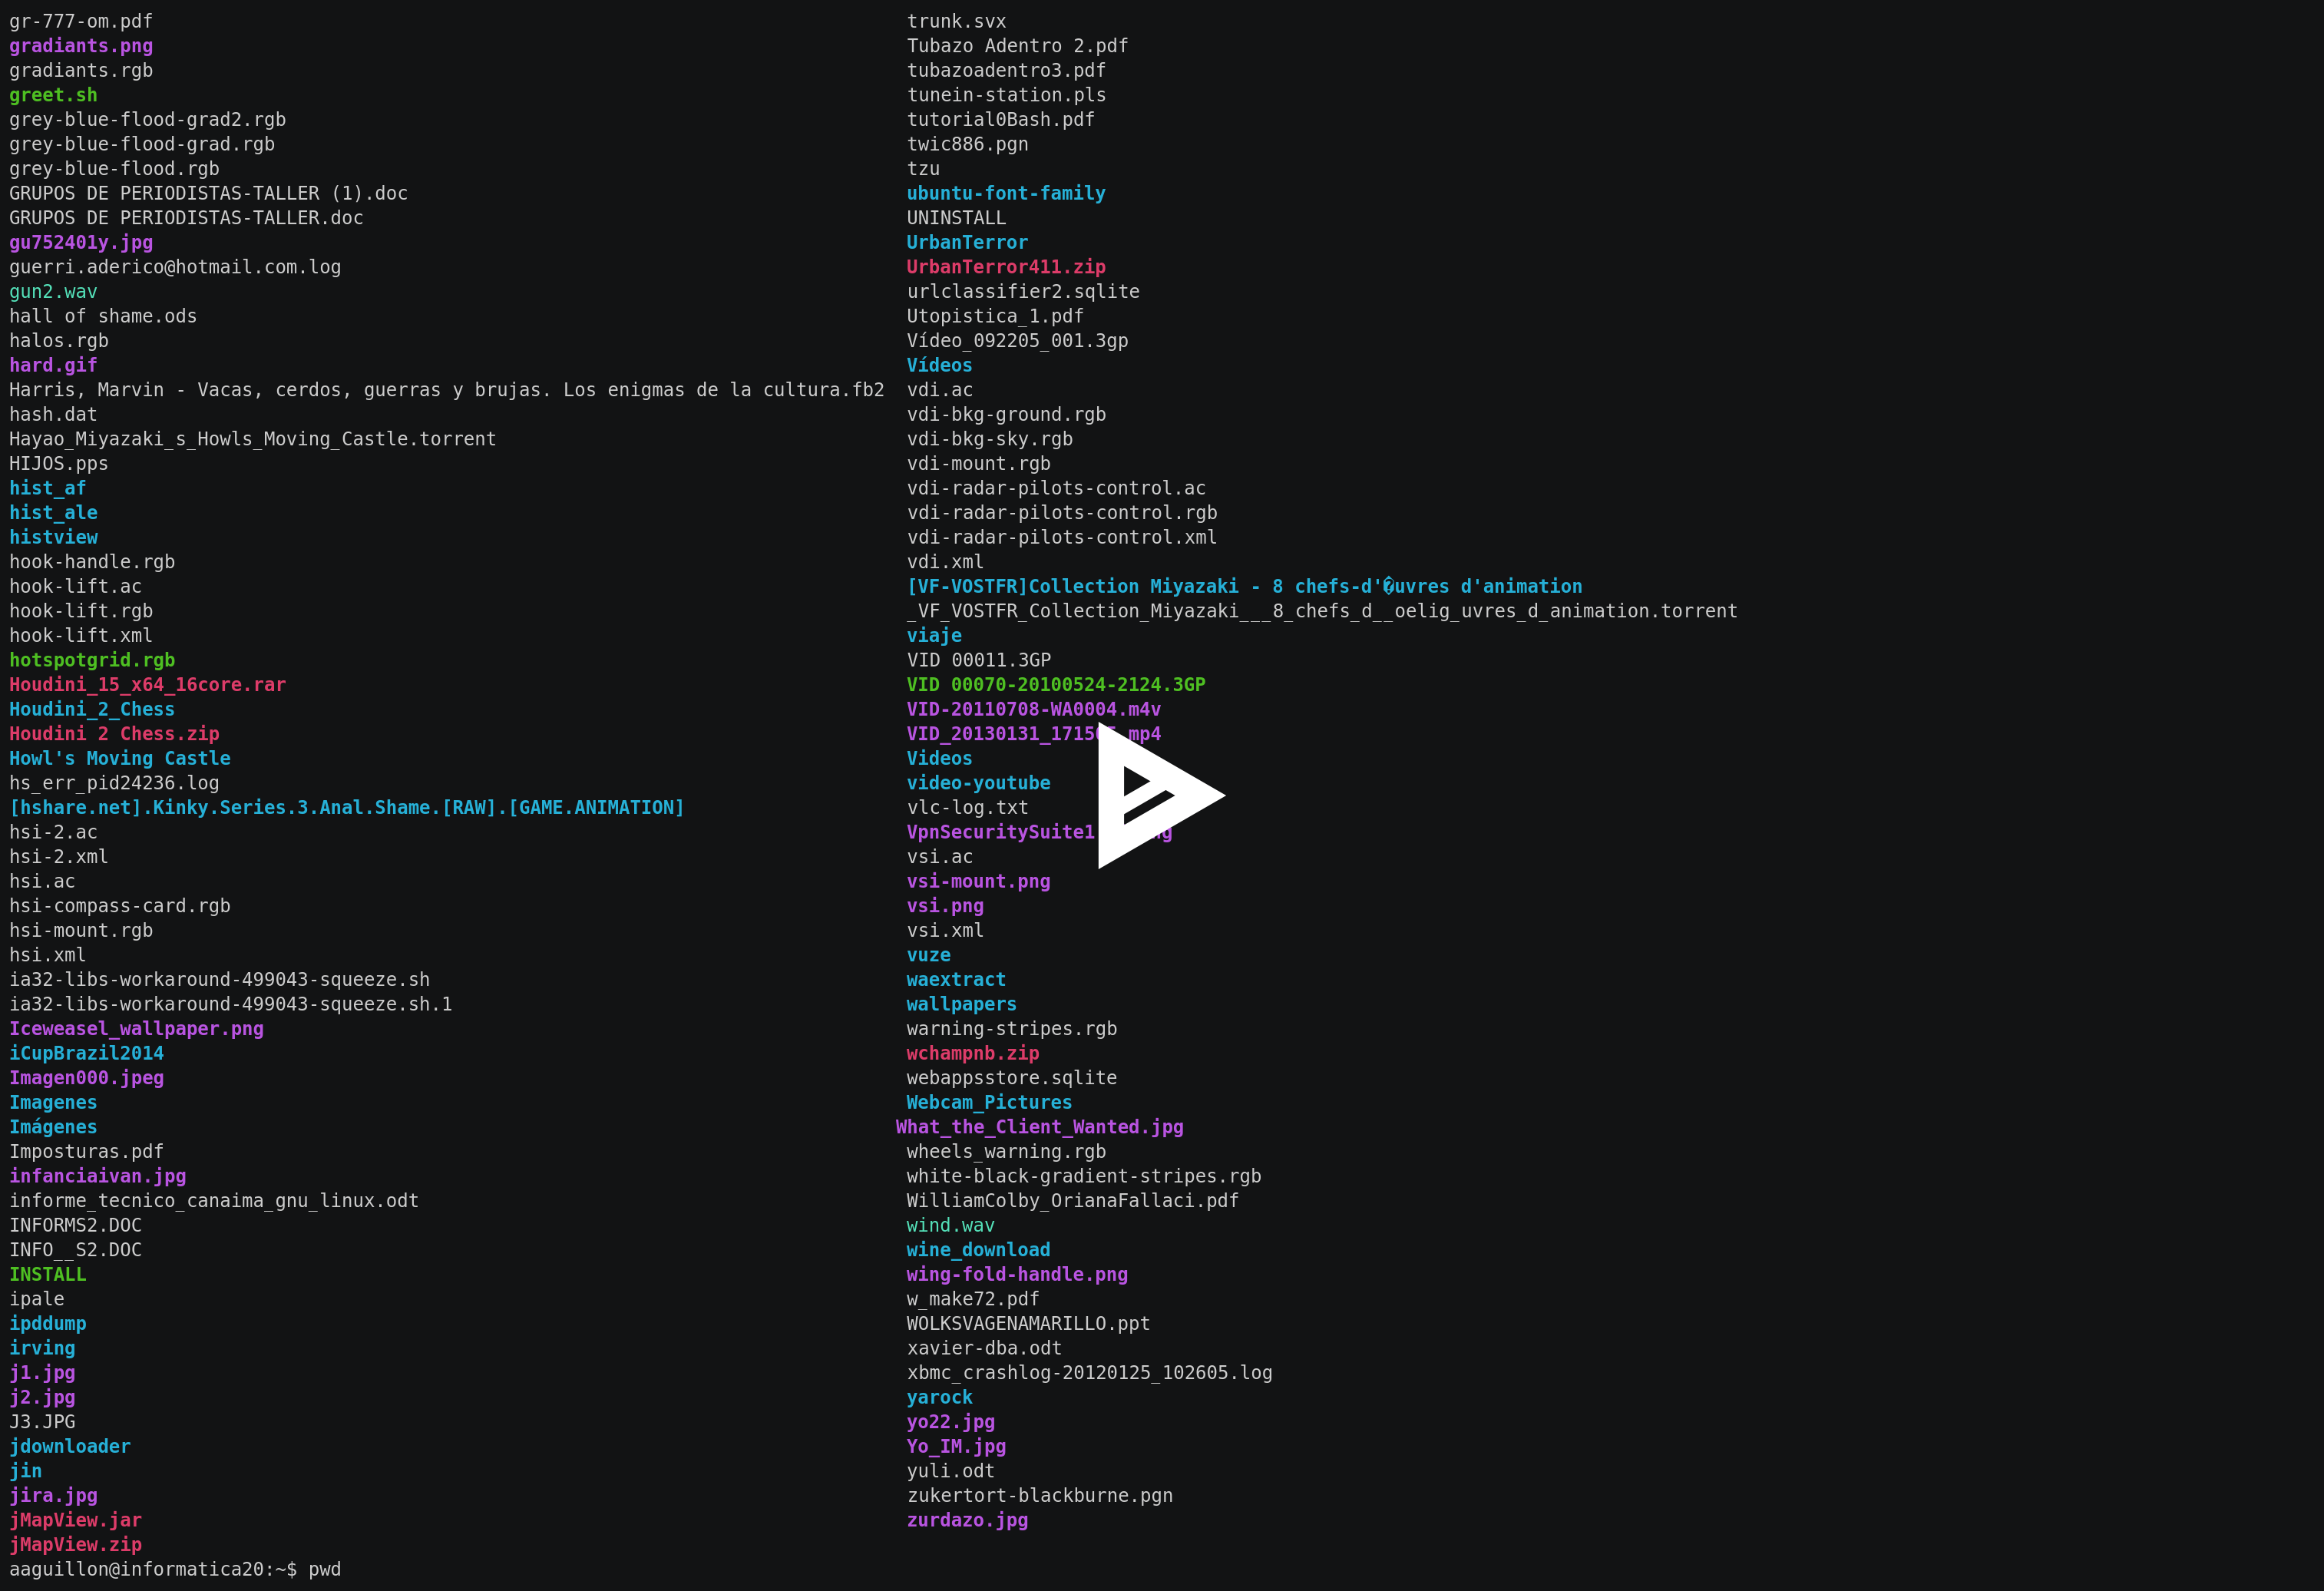 gr-777-om.pdf
gradiants.png
gradiants.rgb
greet.sh
grey-blue-flood-grad2.rgb
grey-blue-flood-grad.rgb
grey-blue-flood.rgb
GRUPOS DE PERIODISTAS-TALLER (1).doc
GRUPOS DE PERIODISTAS-TALLER.doc
gu752401y.jpg
guerri.aderico@hotmail.com.log
gun2.wav
hall of shame.ods
halos.rgb
hard.gif
Harris, Marvin - Vacas, cerdos, guerras y brujas. Los enigmas de la cultura.fb2
hash.dat
Hayao_Miyazaki_s_Howls_Moving_Castle.torrent
HIJOS.pps
hist_af
hist_ale
histview
hook-handle.rgb
hook-lift.ac
hook-lift.rgb
hook-lift.xml
hotspotgrid.rgb
Houdini_15_x64_16core.rar
Houdini_2_Chess
Houdini 2 Chess.zip
Howl's Moving Castle
hs_err_pid24236.log
[hshare.net].Kinky.Series.3.Anal.Shame.[RAW].[GAME.ANIMATION]
hsi-2.ac
hsi-2.xml
hsi.ac
hsi-compass-card.rgb
hsi-mount.rgb
hsi.xml
ia32-libs-workaround-499043-squeeze.sh
ia32-libs-workaround-499043-squeeze.sh.1
Iceweasel_wallpaper.png
iCupBrazil2014
Imagen000.jpeg
Imagenes
Imágenes
Imposturas.pdf
infanciaivan.jpg
informe_tecnico_canaima_gnu_linux.odt
INFORMS2.DOC
INFO__S2.DOC
INSTALL
ipale
ipddump
irving
j1.jpg
j2.jpg
J3.JPG
jdownloader
jin
jira.jpg
jMapView.jar
jMapView.zip
aaguillon@informatica20:~$ pwd
trunk.svx
Tubazo Adentro 2.pdf
tubazoadentro3.pdf
tunein-station.pls
tutorial0Bash.pdf
twic886.pgn
tzu
ubuntu-font-family
UNINSTALL
UrbanTerror
UrbanTerror411.zip
urlclassifier2.sqlite
Utopistica_1.pdf
Vídeo_092205_001.3gp
Vídeos
vdi.ac
vdi-bkg-ground.rgb
vdi-bkg-sky.rgb
vdi-mount.rgb
vdi-radar-pilots-control.ac
vdi-radar-pilots-control.rgb
vdi-radar-pilots-control.xml
vdi.xml
[VF-VOSTFR]Collection Miyazaki - 8 chefs-d'�uvres d'animation
_VF_VOSTFR_Collection_Miyazaki___8_chefs_d__oelig_uvres_d_animation.torrent
viaje
VID 00011.3GP
VID 00070-20100524-2124.3GP
VID-20110708-WA0004.m4v
Videos
video-youtube
vlc-log.txt
vsi.ac
vsi-mount.png
vsi.png
vsi.xml
vuze
waextract
wallpapers
warning-stripes.rgb
wchampnb.zip
webappsstore.sqlite
Webcam_Pictures
What_the_Client_Wanted.jpg
wheels_warning.rgb
white-black-gradient-stripes.rgb
WilliamColby_OrianaFallaci.pdf
wind.wav
wine_download
wing-fold-handle.png
w_make72.pdf
WOLKSVAGENAMARILLO.ppt
xavier-dba.odt
xbmc_crashlog-20120125_102605.log
yarock
yo22.jpg
Yo_IM.jpg
yuli.odt
zukertort-blackburne.pgn
zurdazo.jpg